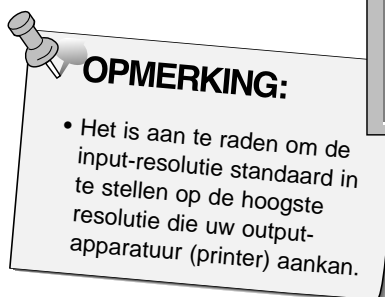 OPMERKING:
• Het is aan te raden om de
input-resolutie standaard in
te stellen op de hoogste
resolutie die uw output-
apparatuur (printer) aankan.